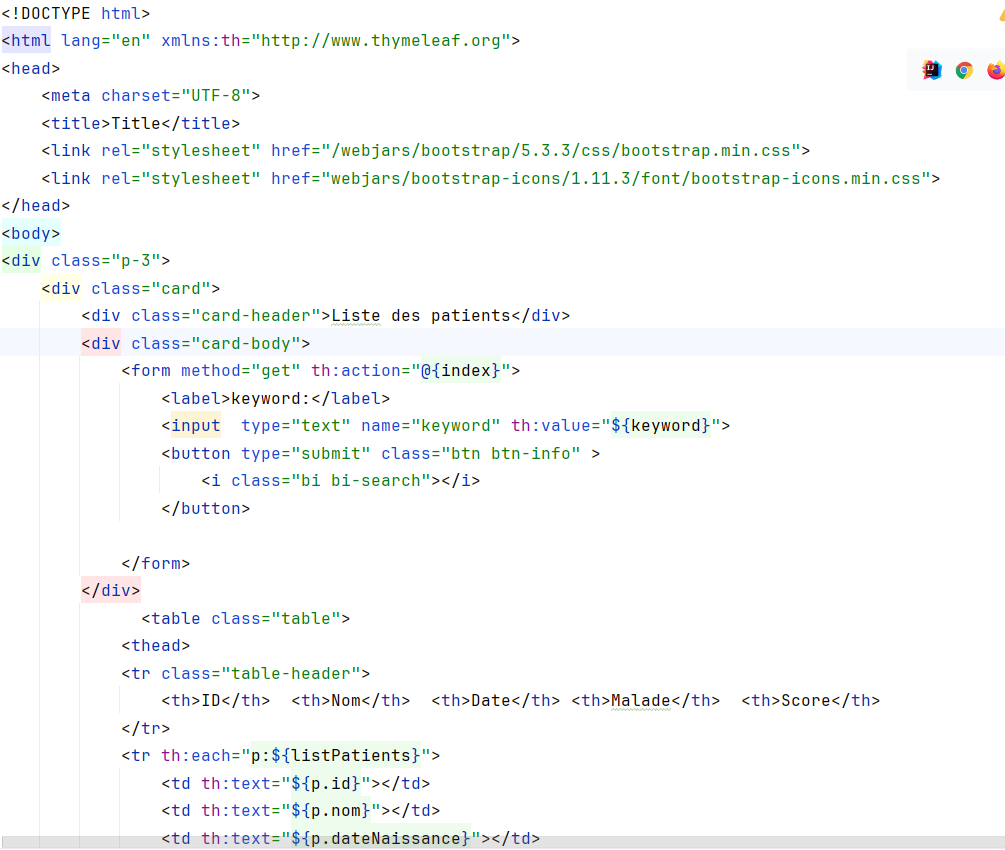 <!DOCTYPE html>
<html lang="en" xmlns:th="http://www.thymeleaf.org">
<head>
    <meta charset="UTF-8">
    <title>Title</title>
    <link rel="stylesheet" href="/webjars/bootstrap/5.3.3/css/bootstrap.min.css">
    <link rel="stylesheet" href="webjars/bootstrap-icons/1.11.3/font/bootstrap-icons.min.css">
</head>
<body>
<div class="p-3">
    <div class="card">
        <div class="card-header">Liste des patients</div>
        <div class="card-body">
            <form method="get" th:action="@{index}">
                <label>keyword:</label>
                <input  type="text" name="keyword" th:value="${keyword}">
                <button type="submit" class="btn btn-info" >
                    <i class="bi bi-search"></i>
                </button>

            </form>
        </div>
              <table class="table">
            <thead>
            <tr class="table-header">
                <th>ID</th>  <th>Nom</th>  <th>Date</th> <th>Malade</th>  <th>Score</th>
            </tr>
            <tr th:each="p:${listPatients}">
                <td th:text="${p.id}"></td>
                <td th:text="${p.nom}"></td>
                <td th:text="${p.dateNaissance}"></td>